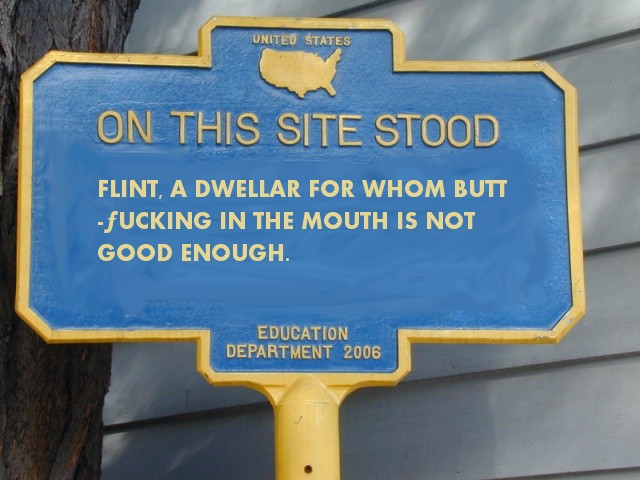 UNITED STATES
ON THIS SITE STOOD
FLINT, A DWELLAR FOR WHOM BUTT
-ƒUCKING IN THE MOUTH IS NOT
GOOD ENOUGH.
EDUCATION
DEPARTMENT 2006